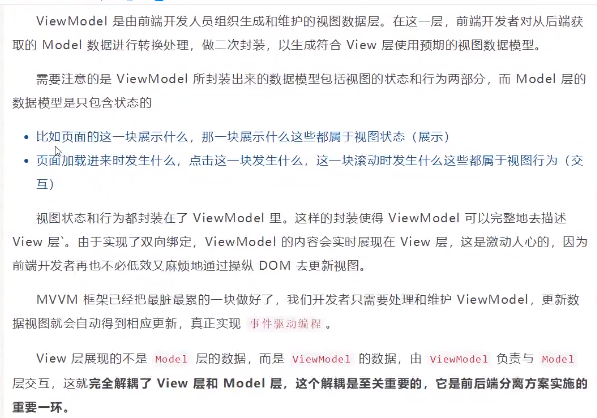 ViewModel 是由前端开发人员组织生成和维护的视图数据层。在这一层，前端开发者对从后端获
取的 Model 数据进行转换处理，做二次封装，以生成符合 View 层使用预期的视图数据模型。
需要注意的是 ViewModel 所封装出来的数据模型包括视图的状态和行为两部分，而 Model 层的
数据模型是只包含状态的
• 比如页面的这一块展示什么，那一块展示什么这些都属于视图状态（展示）
• 页面加载进来时发生什么，点击这一块发生什么，这一块滚动时发生什么这些都属于视图行为（交
互）
视图状态和行为都封装在了 ViewModel 里。这样的封装使得 ViewModel 可以完整地去描述
View 层`。由于实现了双向绑定，ViewModel 的内容会实时展现在 View 层，这是激动人心的，因为
前端开发者再也不必低效又麻烦地通过操纵 DOM 去更新视图。
MVVM 框架已经把最脏最累的一块做好了，我们开发者只需要处理和维护 ViewModel，更新数
据视图就会自动得到相应更新，真正实现 事件驱动编程 。
View 层展现的不是 Model 层的数据，而是 ViewModel 的数据，由 ViewModel 负责与 Model
层交互，这就完全解耦了 View 层和 Model 层，这个解耦是至关重要的，它是前后端分离方案实施的
重要一环。